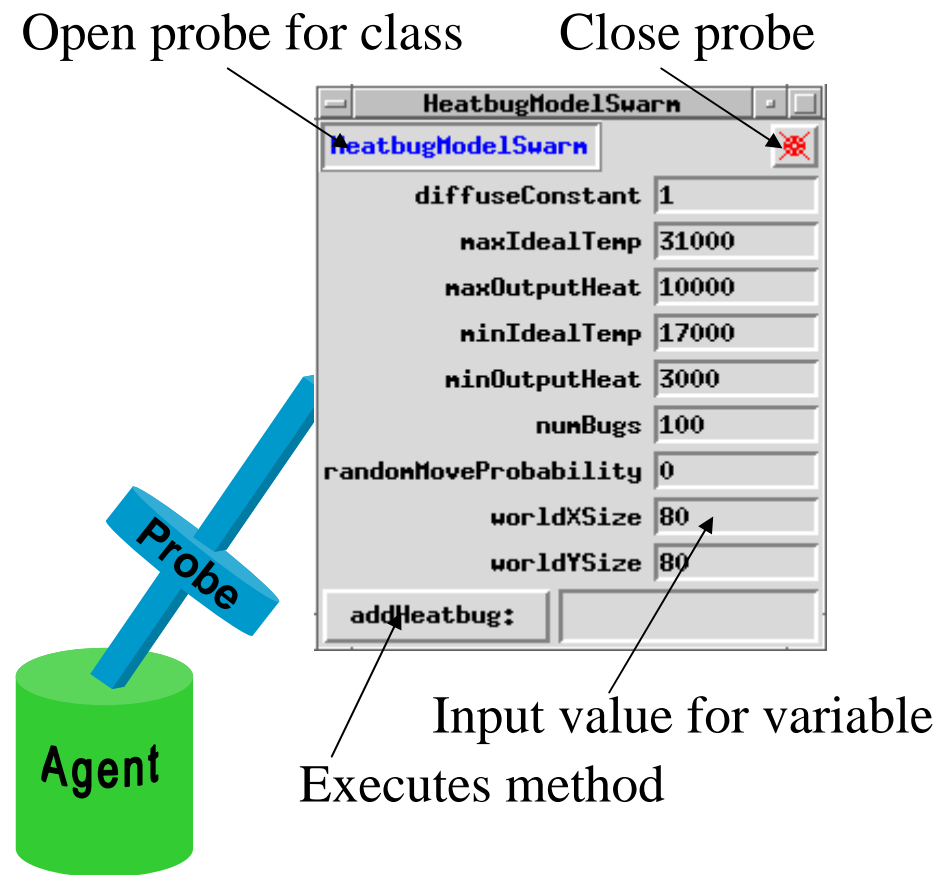 Open probe for class
Close probe
HeatbugModelSwarm
HeatbugModelSwarm
diffuseConstant 1
maxIdealTemp 31000
maxOutputHeat 10000
minIdealTemp 17000
minOutputHeat 3000
numBugs 100
randomMoveProbability 0
worldXSize 80
worldYSize 80
addHeatbug:
Probe
Agent
Input value for variable
Executes method